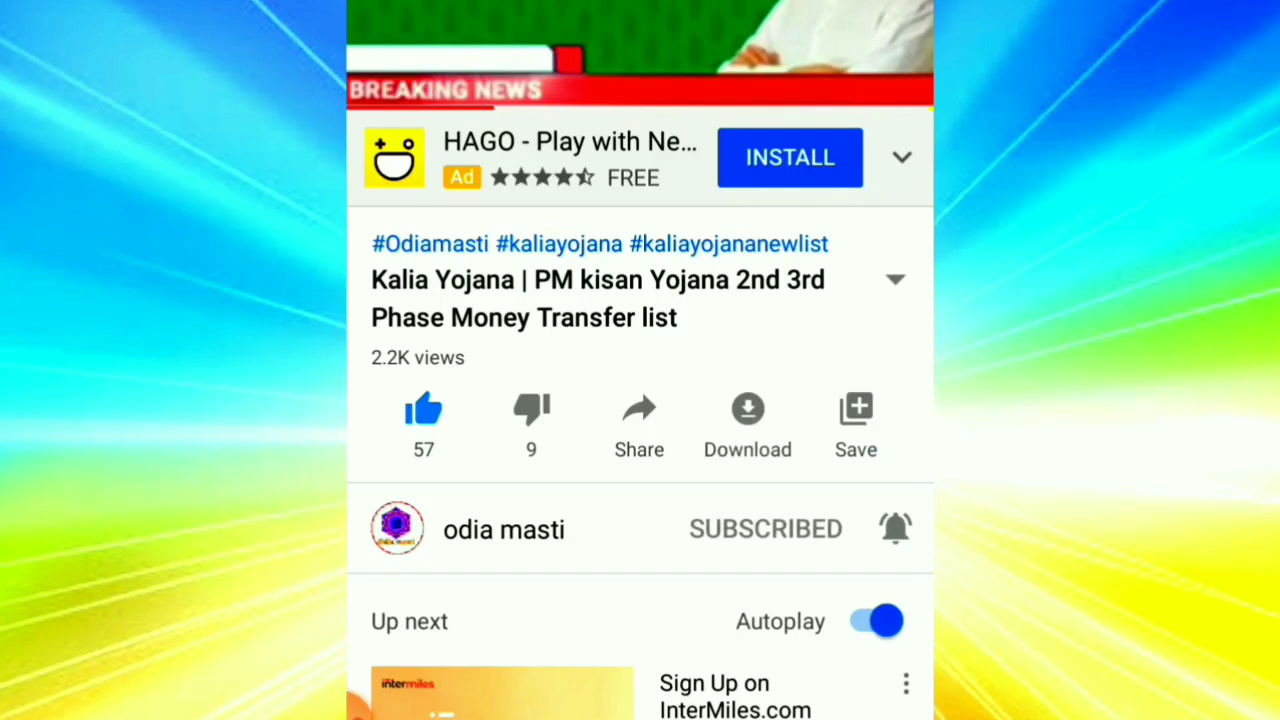 BREAKING NEWS
HAGO - Play with Ne...
INSTALL
Ad
FREE
#Odiamasti #kaliayojana #kaliayojananewlist
Kalia Yojana | PM kisan Yojana 2nd 3rd
Phase Money Transfer list
2.2K views
57
9
Share
Download
Save
odia masti
SUBSCRIBED
Up next
Autoplay
intermiles
Sign Up on
InterMiles.com